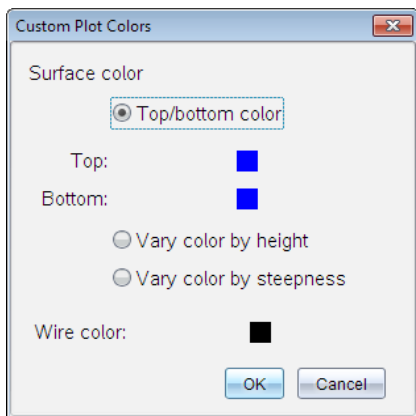 Custom Plot Colors
Surface color
Top/bottom color
Top:
Bottom:
Vary color by height
Vary color by steepness
Wire color:
OK Cancel